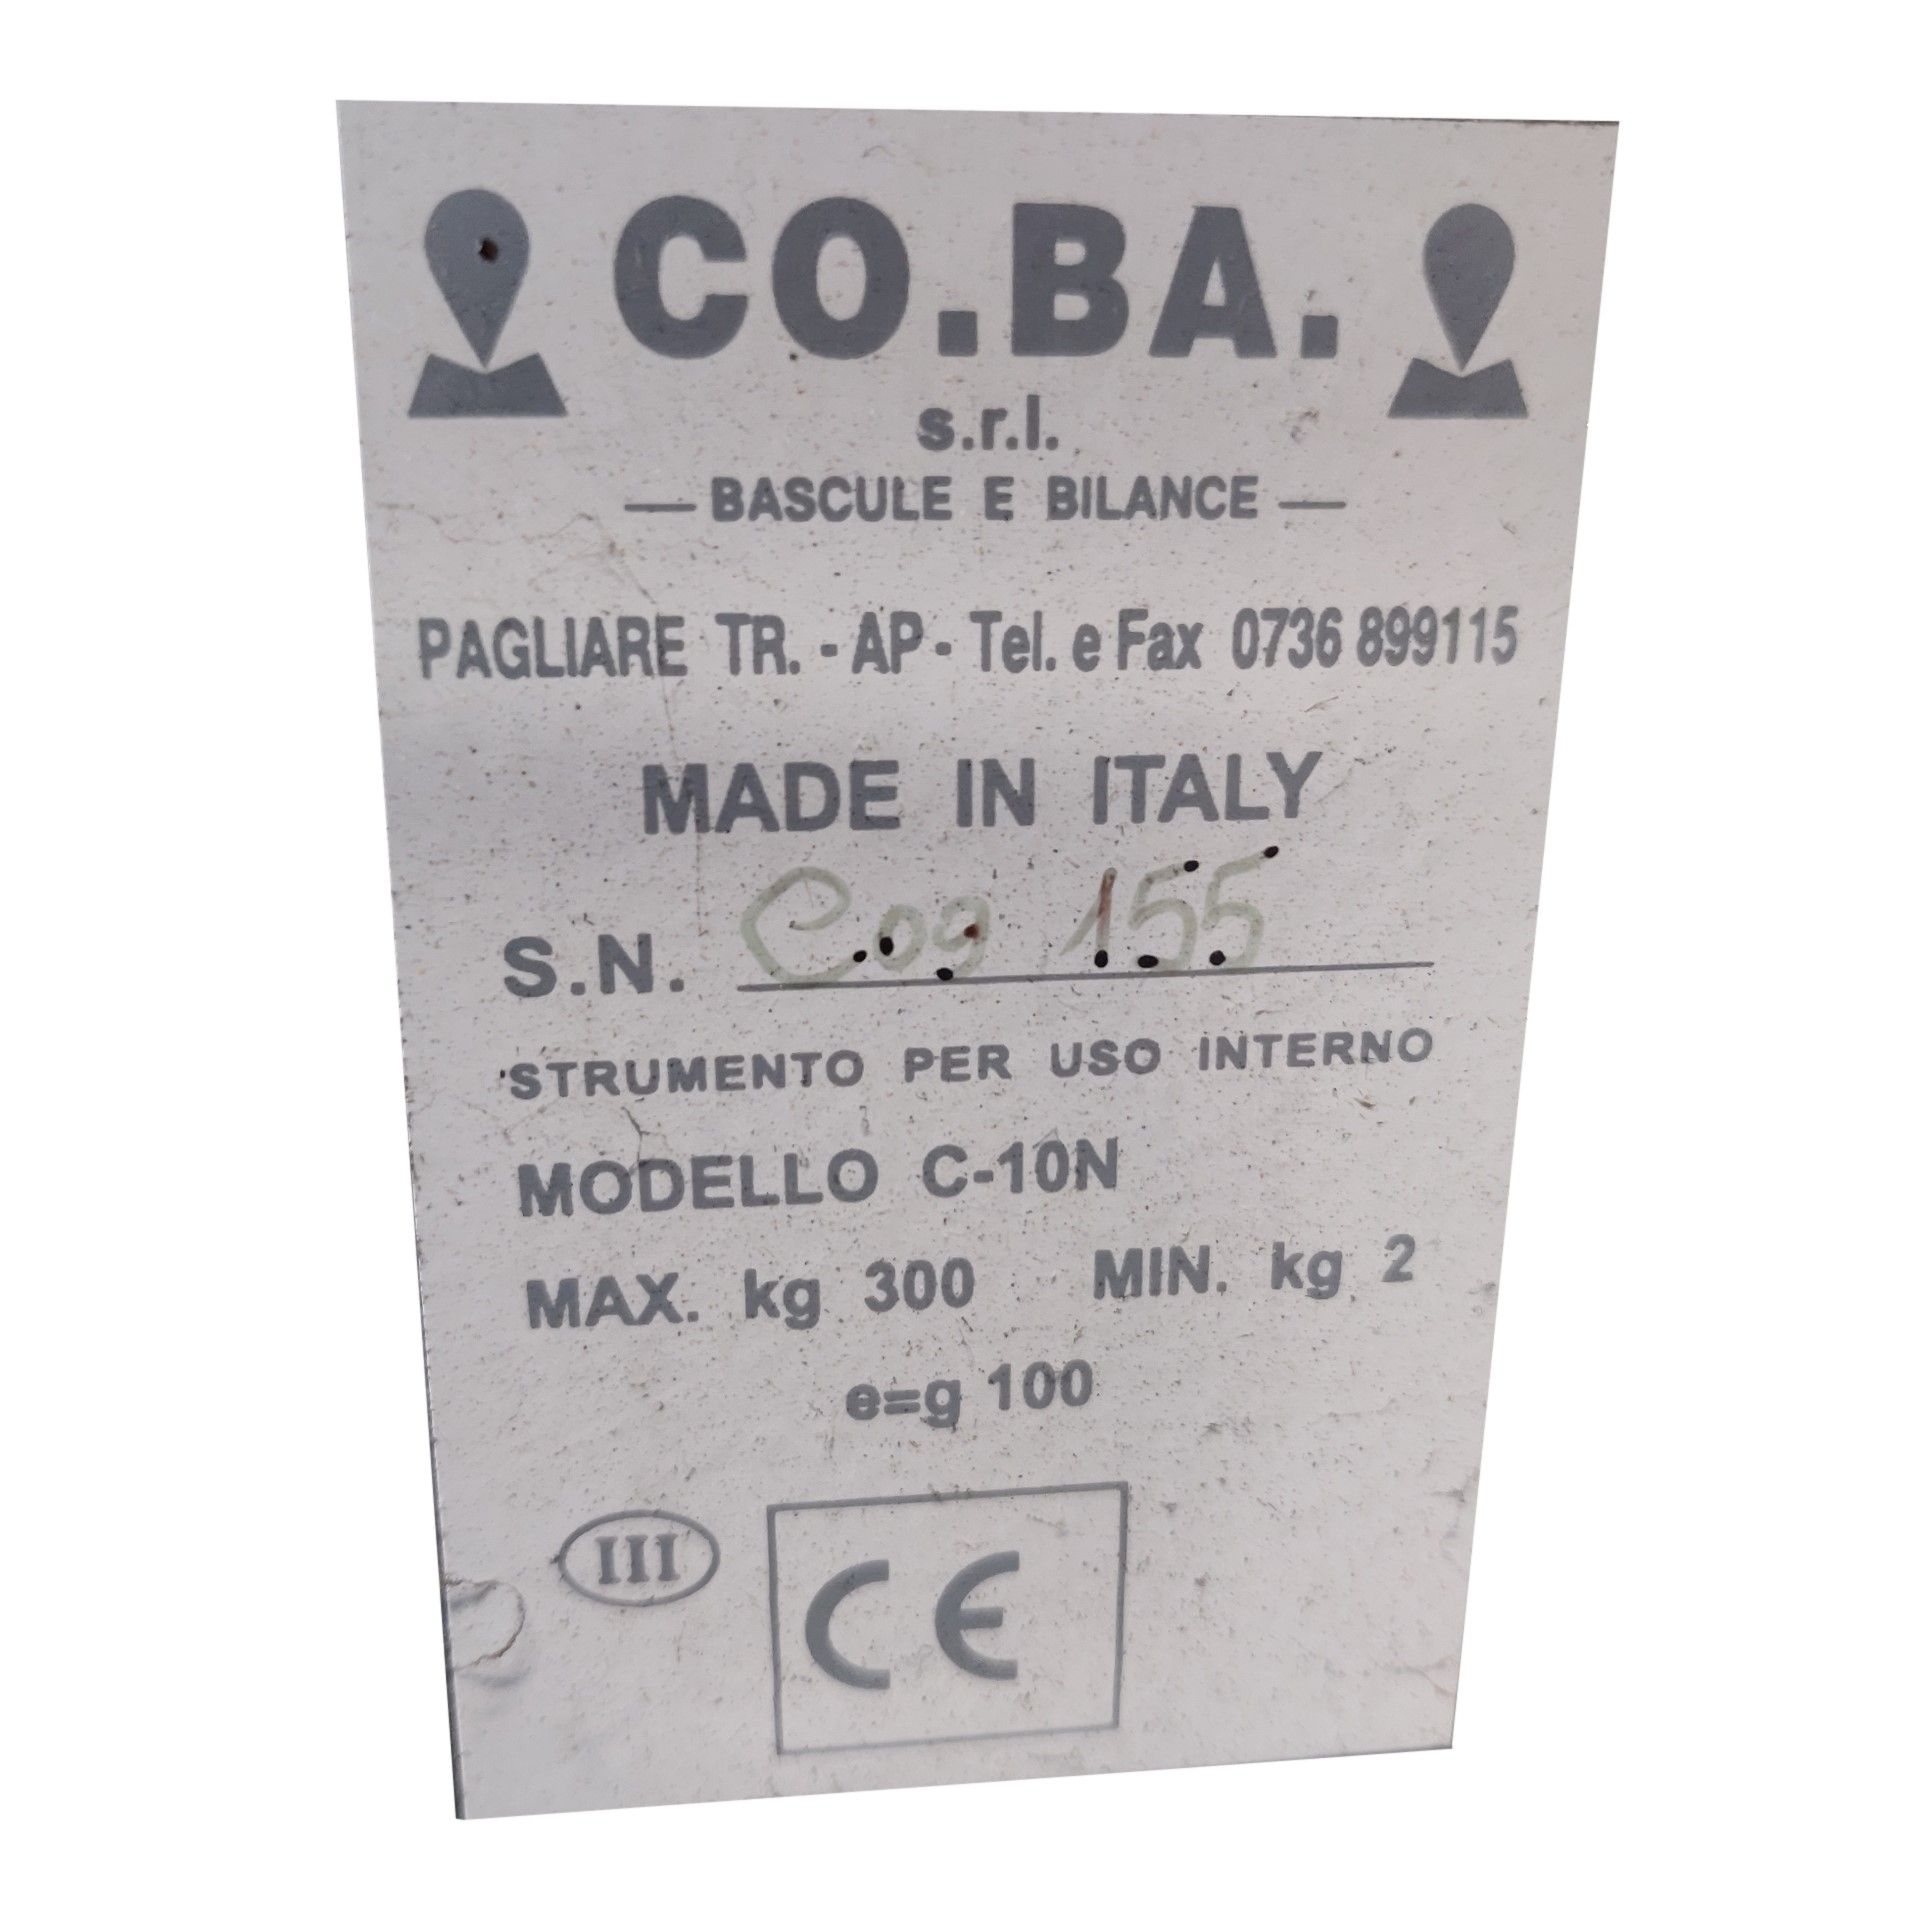 CO.BA.
s.r.l.
— BASCULE E BILANCE —
PAGLIARE TR. - AP - Tel. e Fax 0736 899115
MADE IN ITALY
S.N. C09 155
STRUMENTO PER USO INTERNO
MODELLO C-10N
MAX. kg 300 MIN. kg 2
e=g 100
III
CE